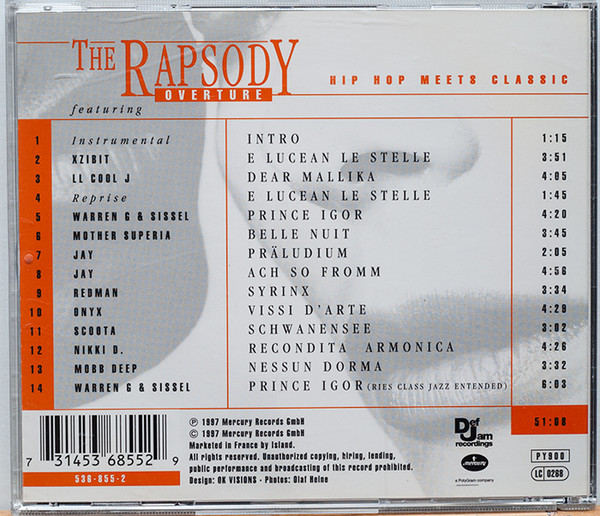 THE RAPSODY
OVERTURE
HIP HOP MEETS CLASSIC
featuring
1 Instrumental INTRO 1:15
2 XZIBIT E LUCEAN LE STELLE 3:51
3 LL COOL J DEAR MALLIKA 4:05
4 Reprise E LUCEAN LE STELLE 1:45
5 WARREN G & SISSEL PRINCE IGOR 4:20
6 MOTHER SUPERIA BELLE NUIT 3:45
7 JAY PRÄLUDIUM 2:05
8 JAY ACH SO FROMM 4:56
9 REDMAN SYRINX 3:34
10 ONYX VISSI D'ARTE 4:29
11 SCOOTA SCHWANENSEE 3:02
12 NIKKI D. RECONDITA ARMONICA 4:26
13 MOBB DEEP NESSUN DORMA 3:32
14 WARREN G & SISSEL PRINCE IGOR (RIES CLASS JAZZ EXTENDED) 6:03
51:08
7 31453 68552 9
536-855-2
℗ 1997 Mercury Records GmbH
© 1997 Mercury Records GmbH
Marketed in France by Island.
All rights reserved. Unauthorized copying, hiring, lending,
public performance and broadcasting of this record prohibited.
Design: OK VISIONS · Photos: Olaf Heine
Def Jam
recordings
mercury
a PolyGram company
PY900
LC 0268